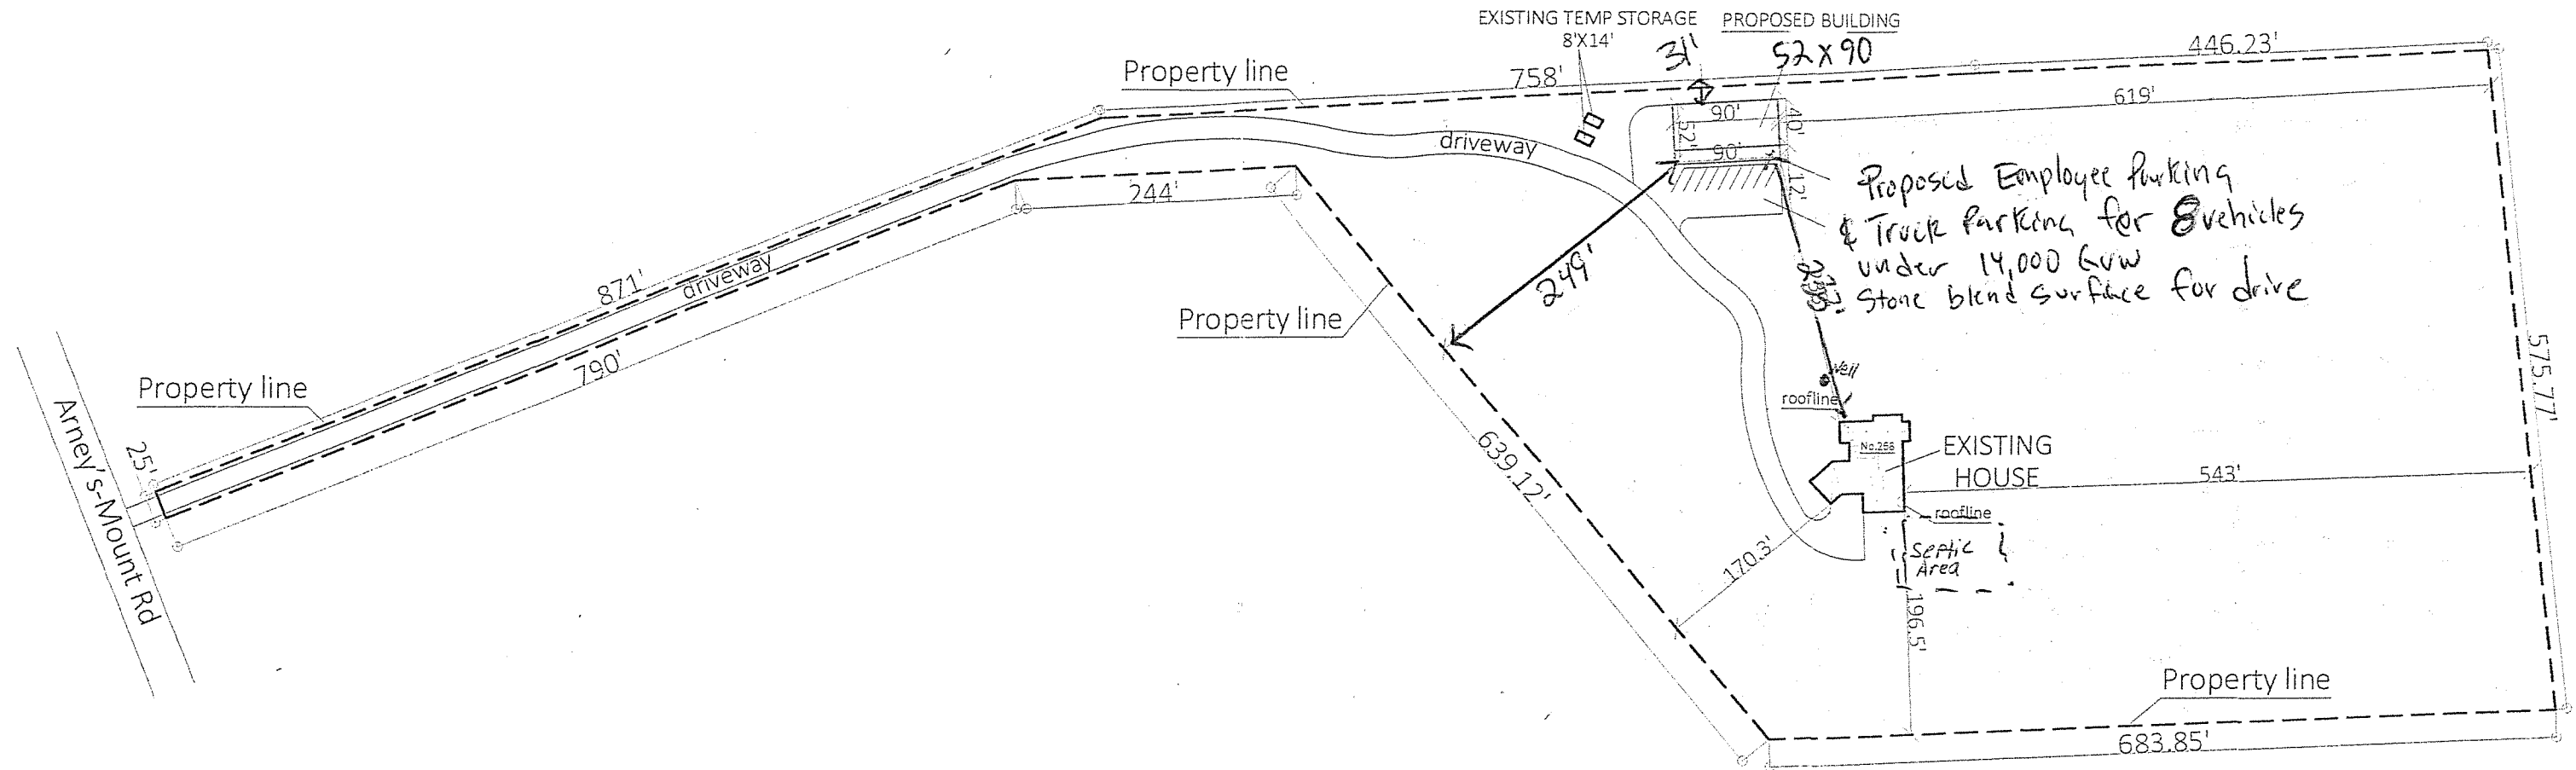 EXISTING TEMP STORAGE
8'X14'
PROPOSED BUILDING
31'
52 X 90
446.23'
Property line
758'
619'
90'
40'
52'
90'
12'
driveway
Proposed Employee Parking
& Truck Parking for 8 vehicles
under 14,000 GVW
Stone blend surface for drive
244'
871'
driveway
249'
Property line
790'
Property line
25'
Arney's-Mount Rd
Well
roofline
No.258
EXISTING
HOUSE
575.77'
543'
639.12'
roofline
170.3'
Septic
Area
196.5'
Property line
683.85'